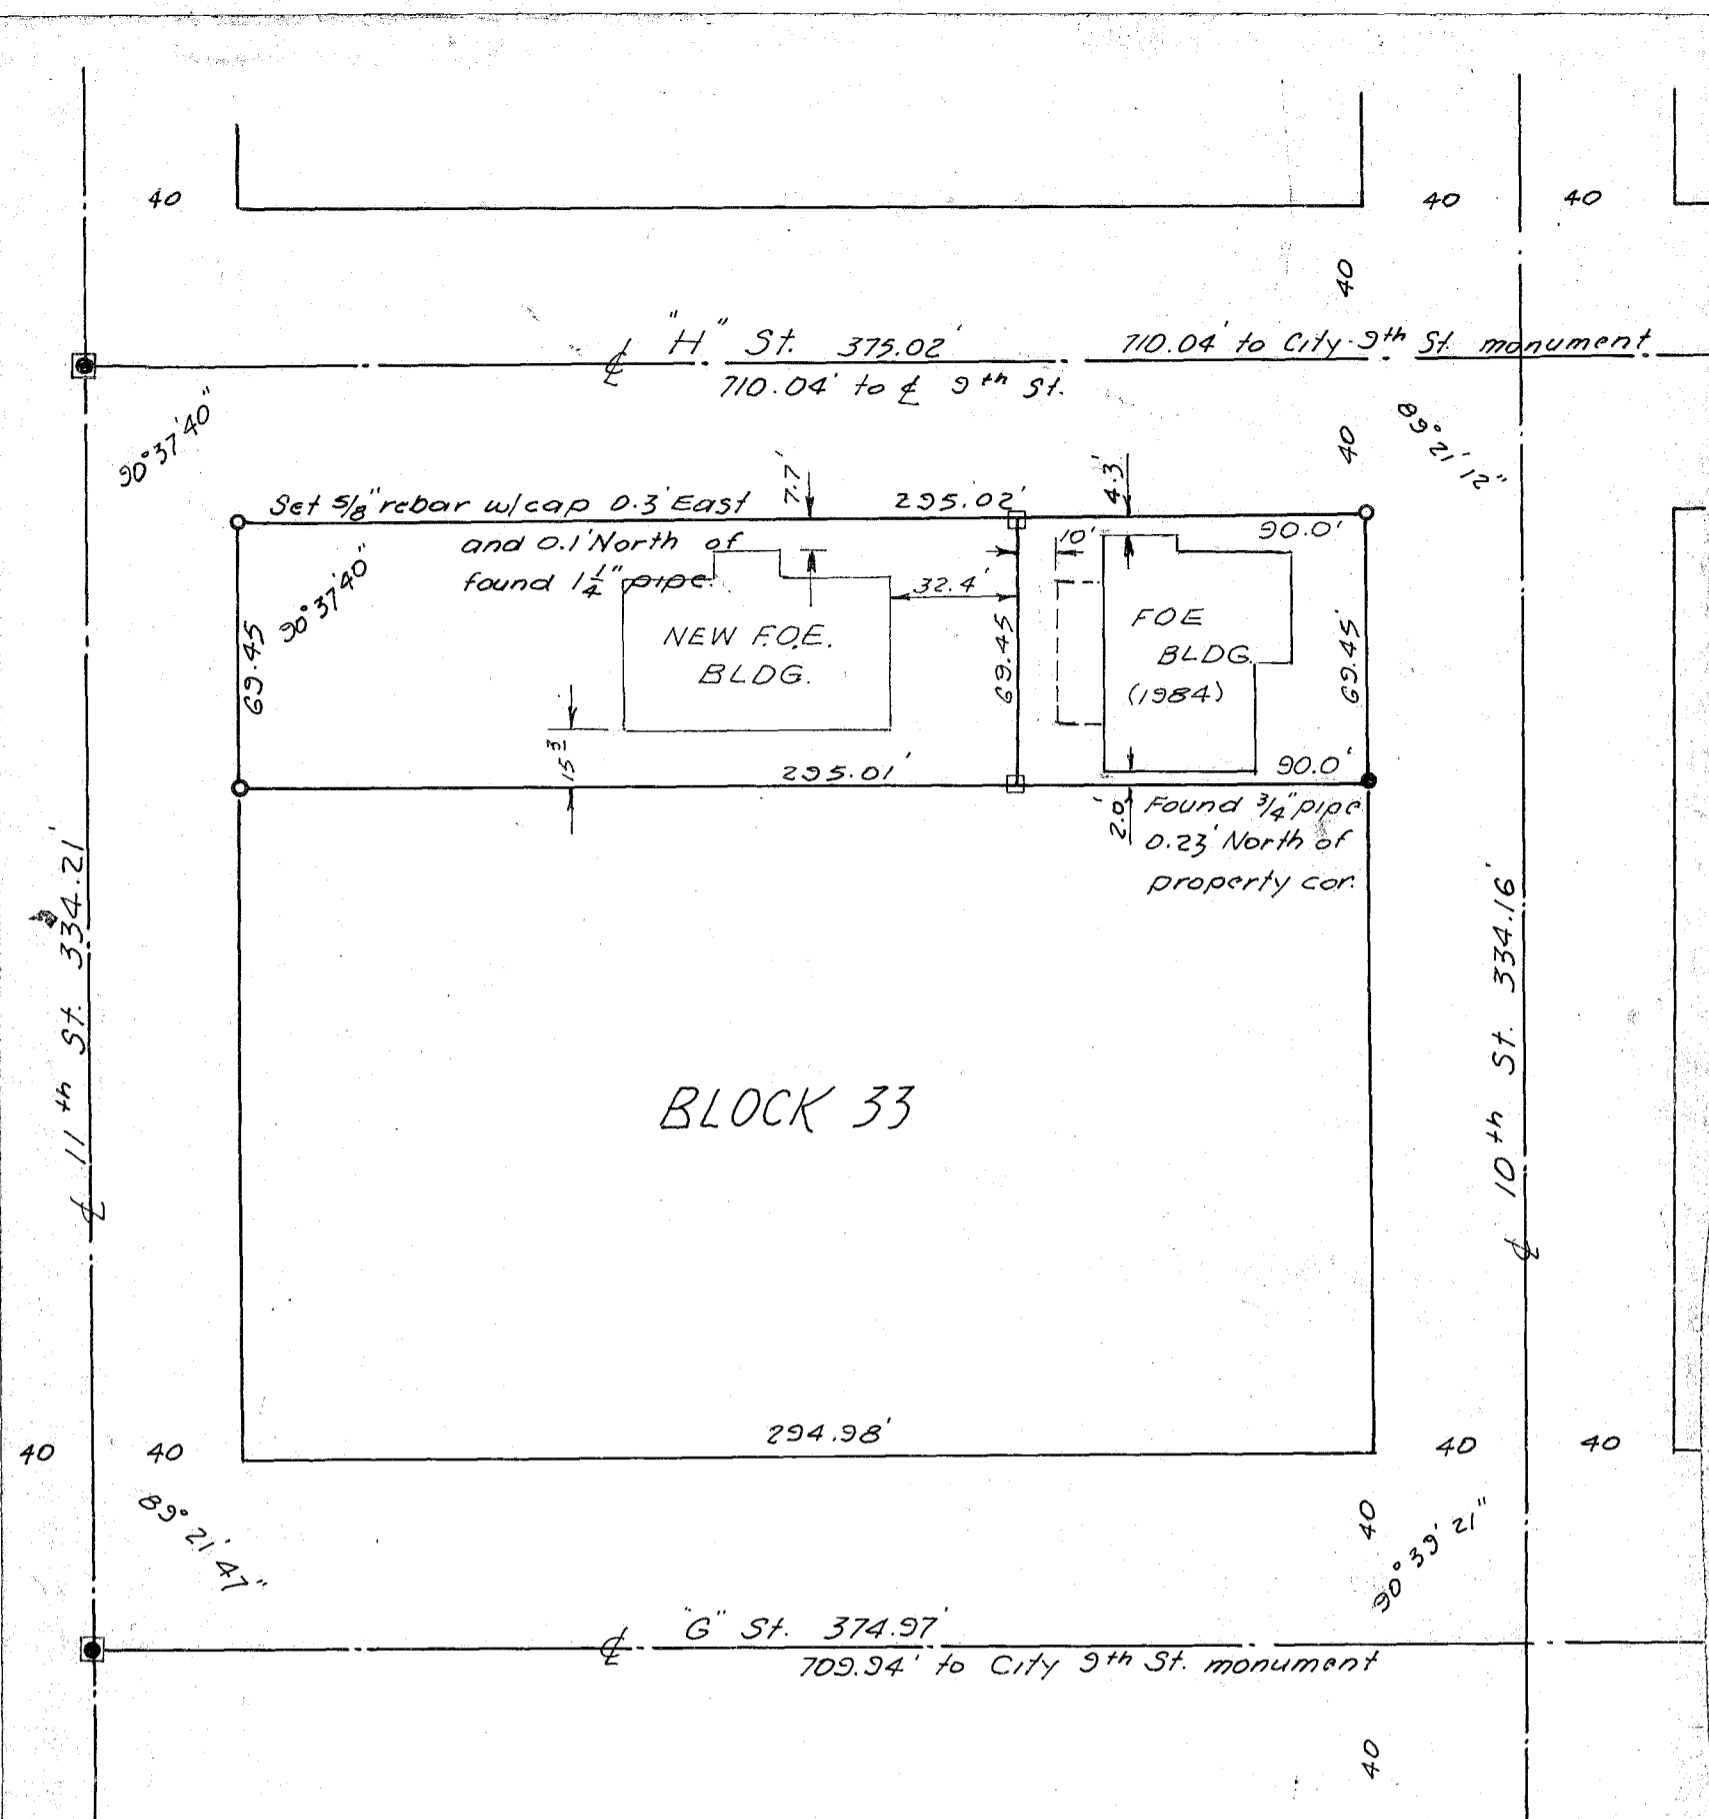 40
40
40
40
"H" St. 375.02'
710.04' to City 9th St. monument
℄
710.04' to ℄ 9th St.
90°37'40"
40
89°21'12"
Set 5/8" rebar w/cap 0.3' East
and 0.1' North of
found 1 1/4" pipe.
7.7'
295.02'
4.3'
90.0'
10'
90°37'40"
32.4'
69.45
NEW F.O.E.
BLDG.
69.45
FOE
BLDG.
(1984)
69.45'
15 3/4
295.01'
90.0'
2.0'
Found 3/4" pipe
0.23' North of
property cor.
℄ 11th St. 334.21'
℄ 10th St. 334.16'
BLOCK 33
294.98'
40
40
40
40
89°21'47"
40
90°39'21"
"G" St. 374.97'
℄
709.94' to City 9th St. monument
40